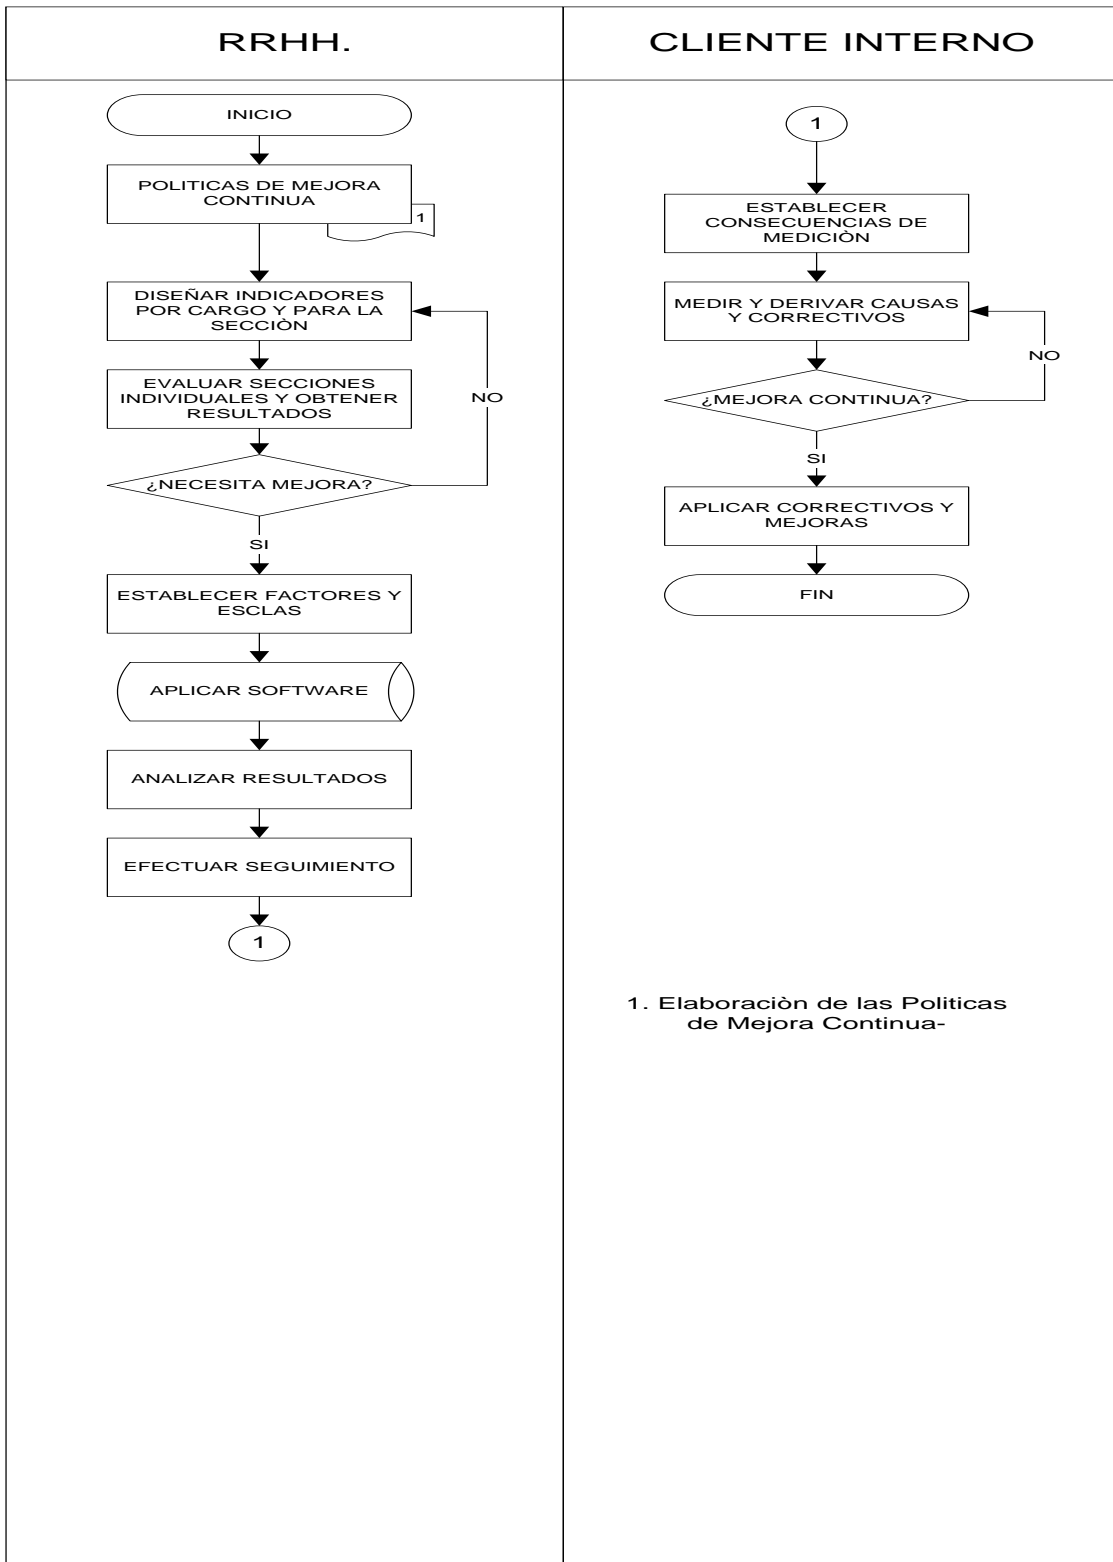 RRHH.
CLIENTE INTERNO
INICIO
POLITICAS DE MEJORA
CONTINUA
1
DISEÑAR INDICADORES
POR CARGO Y PARA LA
SECCIÒN
EVALUAR SECCIONES
INDIVIDUALES Y OBTENER
RESULTADOS
NO
¿NECESITA MEJORA?
SI
ESTABLECER FACTORES Y
ESCLAS
APLICAR SOFTWARE
ANALIZAR RESULTADOS
EFECTUAR SEGUIMIENTO
1
1
ESTABLECER
CONSECUENCIAS DE
MEDICIÒN
MEDIR Y DERIVAR CAUSAS
Y CORRECTIVOS
NO
¿MEJORA CONTINUA?
SI
APLICAR CORRECTIVOS Y
MEJORAS
FIN
1. Elaboraciòn de las Politicas
de Mejora Continua-